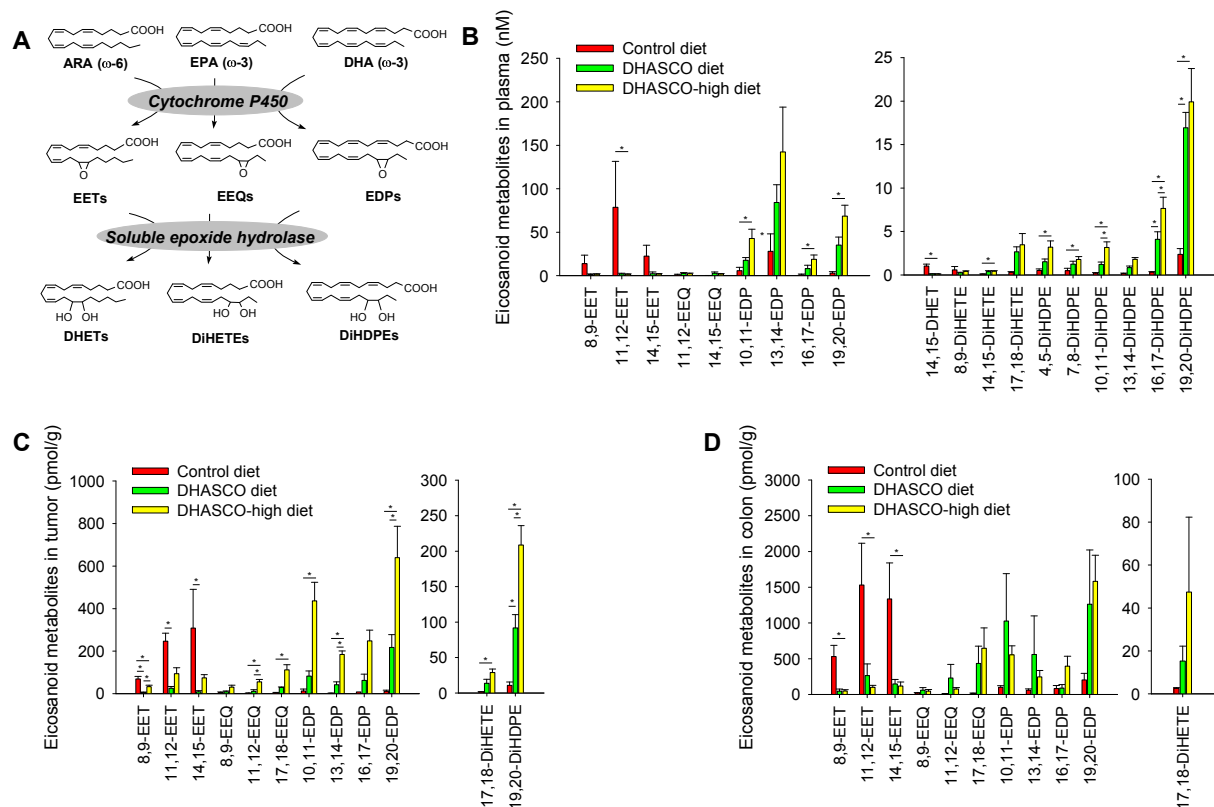 A
COOH
COOH
COOH
ARA (ω-6)
EPA (ω-3)
DHA (ω-3)
Cytochrome P450
COOH
COOH
COOH
O
O
O
EETs
EEQs
EDPs
Soluble epoxide hydrolase
COOH
COOH
COOH
HO OH
HO OH
HO OH
DHETs
DiHETEs
DiHDPEs
B
Eicosanoid metabolites in plasma (nM)
Control diet
DHASCO diet
DHASCO-high diet
250
200
150
100
50
0
*
*
*
*
*
8,9-EET
11,12-EET
14,15-EET
11,12-EEQ
14,15-EEQ
10,11-EDP
13,14-EDP
16,17-EDP
19,20-EDP
25
20
15
10
5
0
*
*
*
*
*
*
*
*
*
*
14,15-DHET
8,9-DiHETE
14,15-DiHETE
17,18-DiHETE
4,5-DiHDPE
7,8-DiHDPE
10,11-DiHDPE
13,14-DiHDPE
16,17-DiHDPE
19,20-DiHDPE
C
Eicosanoid metabolites in tumor (pmol/g)
Control diet
DHASCO diet
DHASCO-high diet
1000
800
600
400
200
0
*
*
*
*
*
*
*
*
*
*
*
*
*
8,9-EET
11,12-EET
14,15-EET
8,9-EEQ
11,12-EEQ
17,18-EEQ
10,11-EDP
13,14-EDP
16,17-EDP
19,20-EDP
300
250
200
150
100
50
0
*
*
*
*
17,18-DiHETE
19,20-DiHDPE
D
Eicosanoid metabolites in colon (pmol/g)
Control diet
DHASCO diet
DHASCO-high diet
3000
2500
2000
1500
1000
500
0
*
*
*
8,9-EET
11,12-EET
14,15-EET
8,9-EEQ
11,12-EEQ
17,18-EEQ
10,11-EDP
13,14-EDP
16,17-EDP
19,20-EDP
100
80
60
40
20
0
17,18-DiHETE